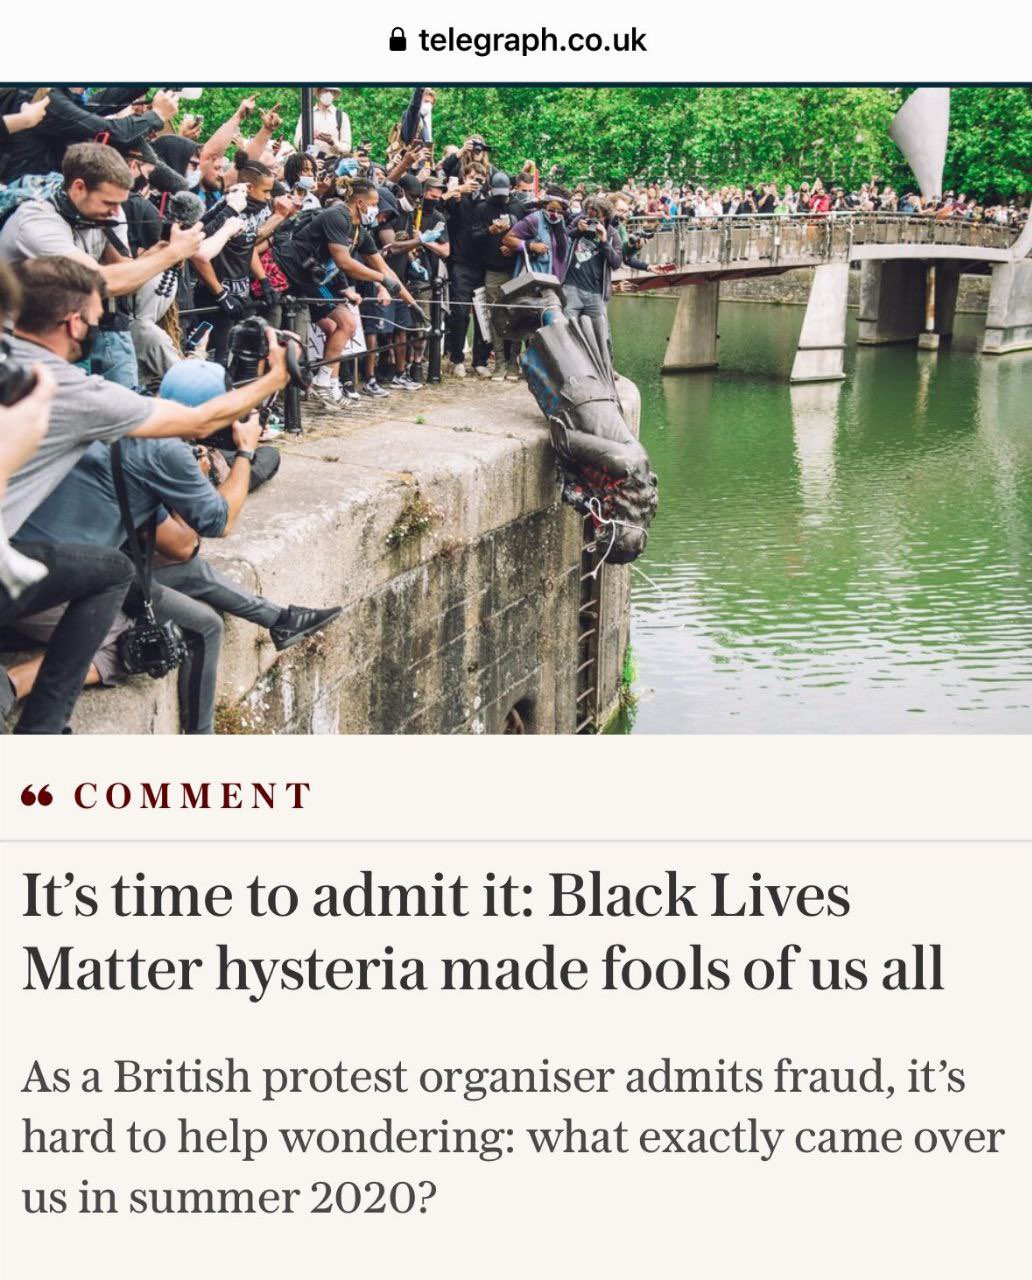 telegraph.co.uk
“ COMMENT
It’s time to admit it: Black Lives
Matter hysteria made fools of us all
As a British protest organiser admits fraud, it’s
hard to help wondering: what exactly came over
us in summer 2020?